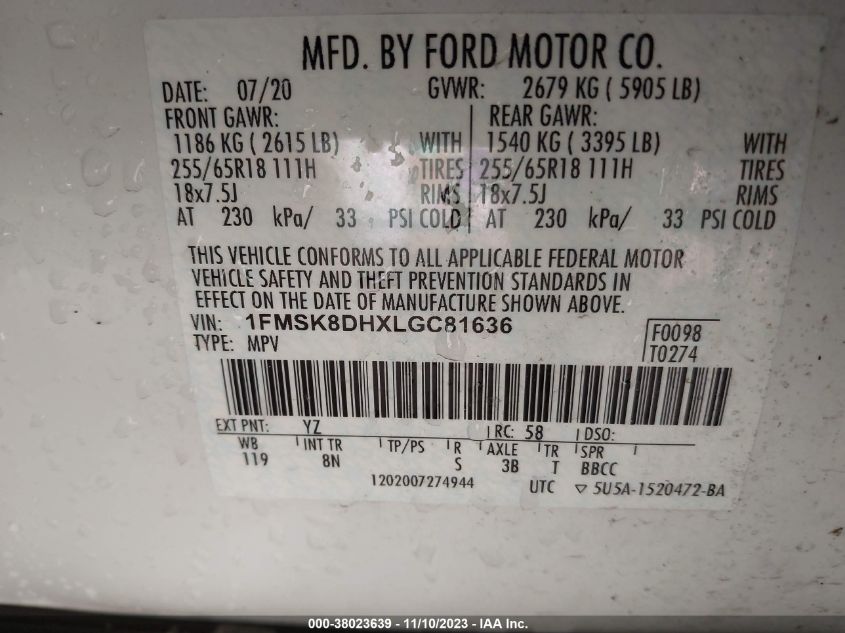 MFD. BY FORD MOTOR CO.
DATE: 07/20 GVWR: 2679 KG ( 5905 LB)
FRONT GAWR: REAR GAWR:
1186 KG ( 2615 LB) WITH 1540 KG ( 3395 LB) WITH
255/65R18 111H TIRES 255/65R18 111H TIRES
18x7.5J RIMS 18x7.5J RIMS
AT 230 kPa/ 33 PSI COLD AT 230 kPa/ 33 PSI COLD
THIS VEHICLE CONFORMS TO ALL APPLICABLE FEDERAL MOTOR
VEHICLE SAFETY AND THEFT PREVENTION STANDARDS IN
EFFECT ON THE DATE OF MANUFACTURE SHOWN ABOVE.
VIN: 1FMSK8DHXLGC81636 F0098
TYPE: MPV T0274
EXT PNT: YZ RC: 58 DSO:
WB INT TR TP/PS R AXLE TR SPR
119 8N S 3B T BBCC
1202007274944 UTC ▽ 5U5A-1520472-BA
000-38023639 - 11/10/2023 - IAA Inc.